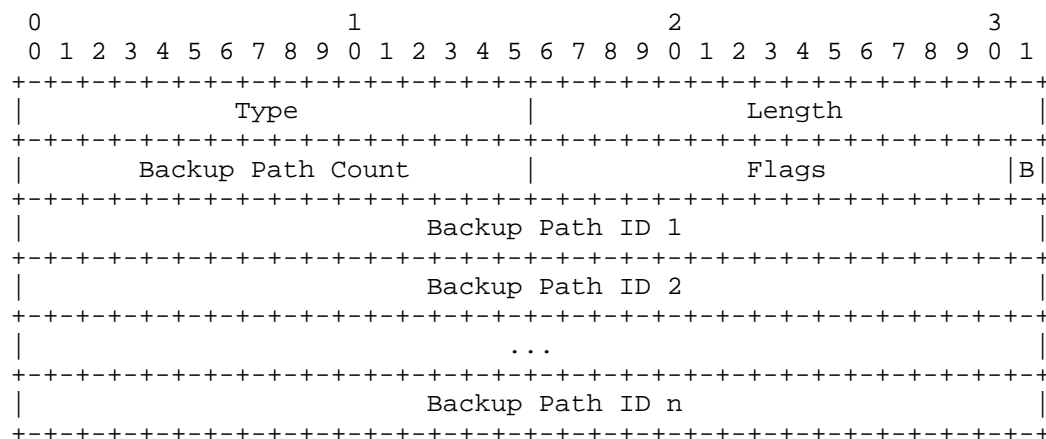 0                   1                   2                   3
 0 1 2 3 4 5 6 7 8 9 0 1 2 3 4 5 6 7 8 9 0 1 2 3 4 5 6 7 8 9 0 1
+-+-+-+-+-+-+-+-+-+-+-+-+-+-+-+-+-+-+-+-+-+-+-+-+-+-+-+-+-+-+-+-+
|             Type              |             Length            |
+-+-+-+-+-+-+-+-+-+-+-+-+-+-+-+-+-+-+-+-+-+-+-+-+-+-+-+-+-+-+-+-+
|       Backup Path Count       |             Flags           |B|
+-+-+-+-+-+-+-+-+-+-+-+-+-+-+-+-+-+-+-+-+-+-+-+-+-+-+-+-+-+-+-+-+
|                         Backup Path ID 1                      |
+-+-+-+-+-+-+-+-+-+-+-+-+-+-+-+-+-+-+-+-+-+-+-+-+-+-+-+-+-+-+-+-+
|                         Backup Path ID 2                      |
+-+-+-+-+-+-+-+-+-+-+-+-+-+-+-+-+-+-+-+-+-+-+-+-+-+-+-+-+-+-+-+-+
|                              ...                              |
+-+-+-+-+-+-+-+-+-+-+-+-+-+-+-+-+-+-+-+-+-+-+-+-+-+-+-+-+-+-+-+-+
|                         Backup Path ID n                      |
+-+-+-+-+-+-+-+-+-+-+-+-+-+-+-+-+-+-+-+-+-+-+-+-+-+-+-+-+-+-+-+-+